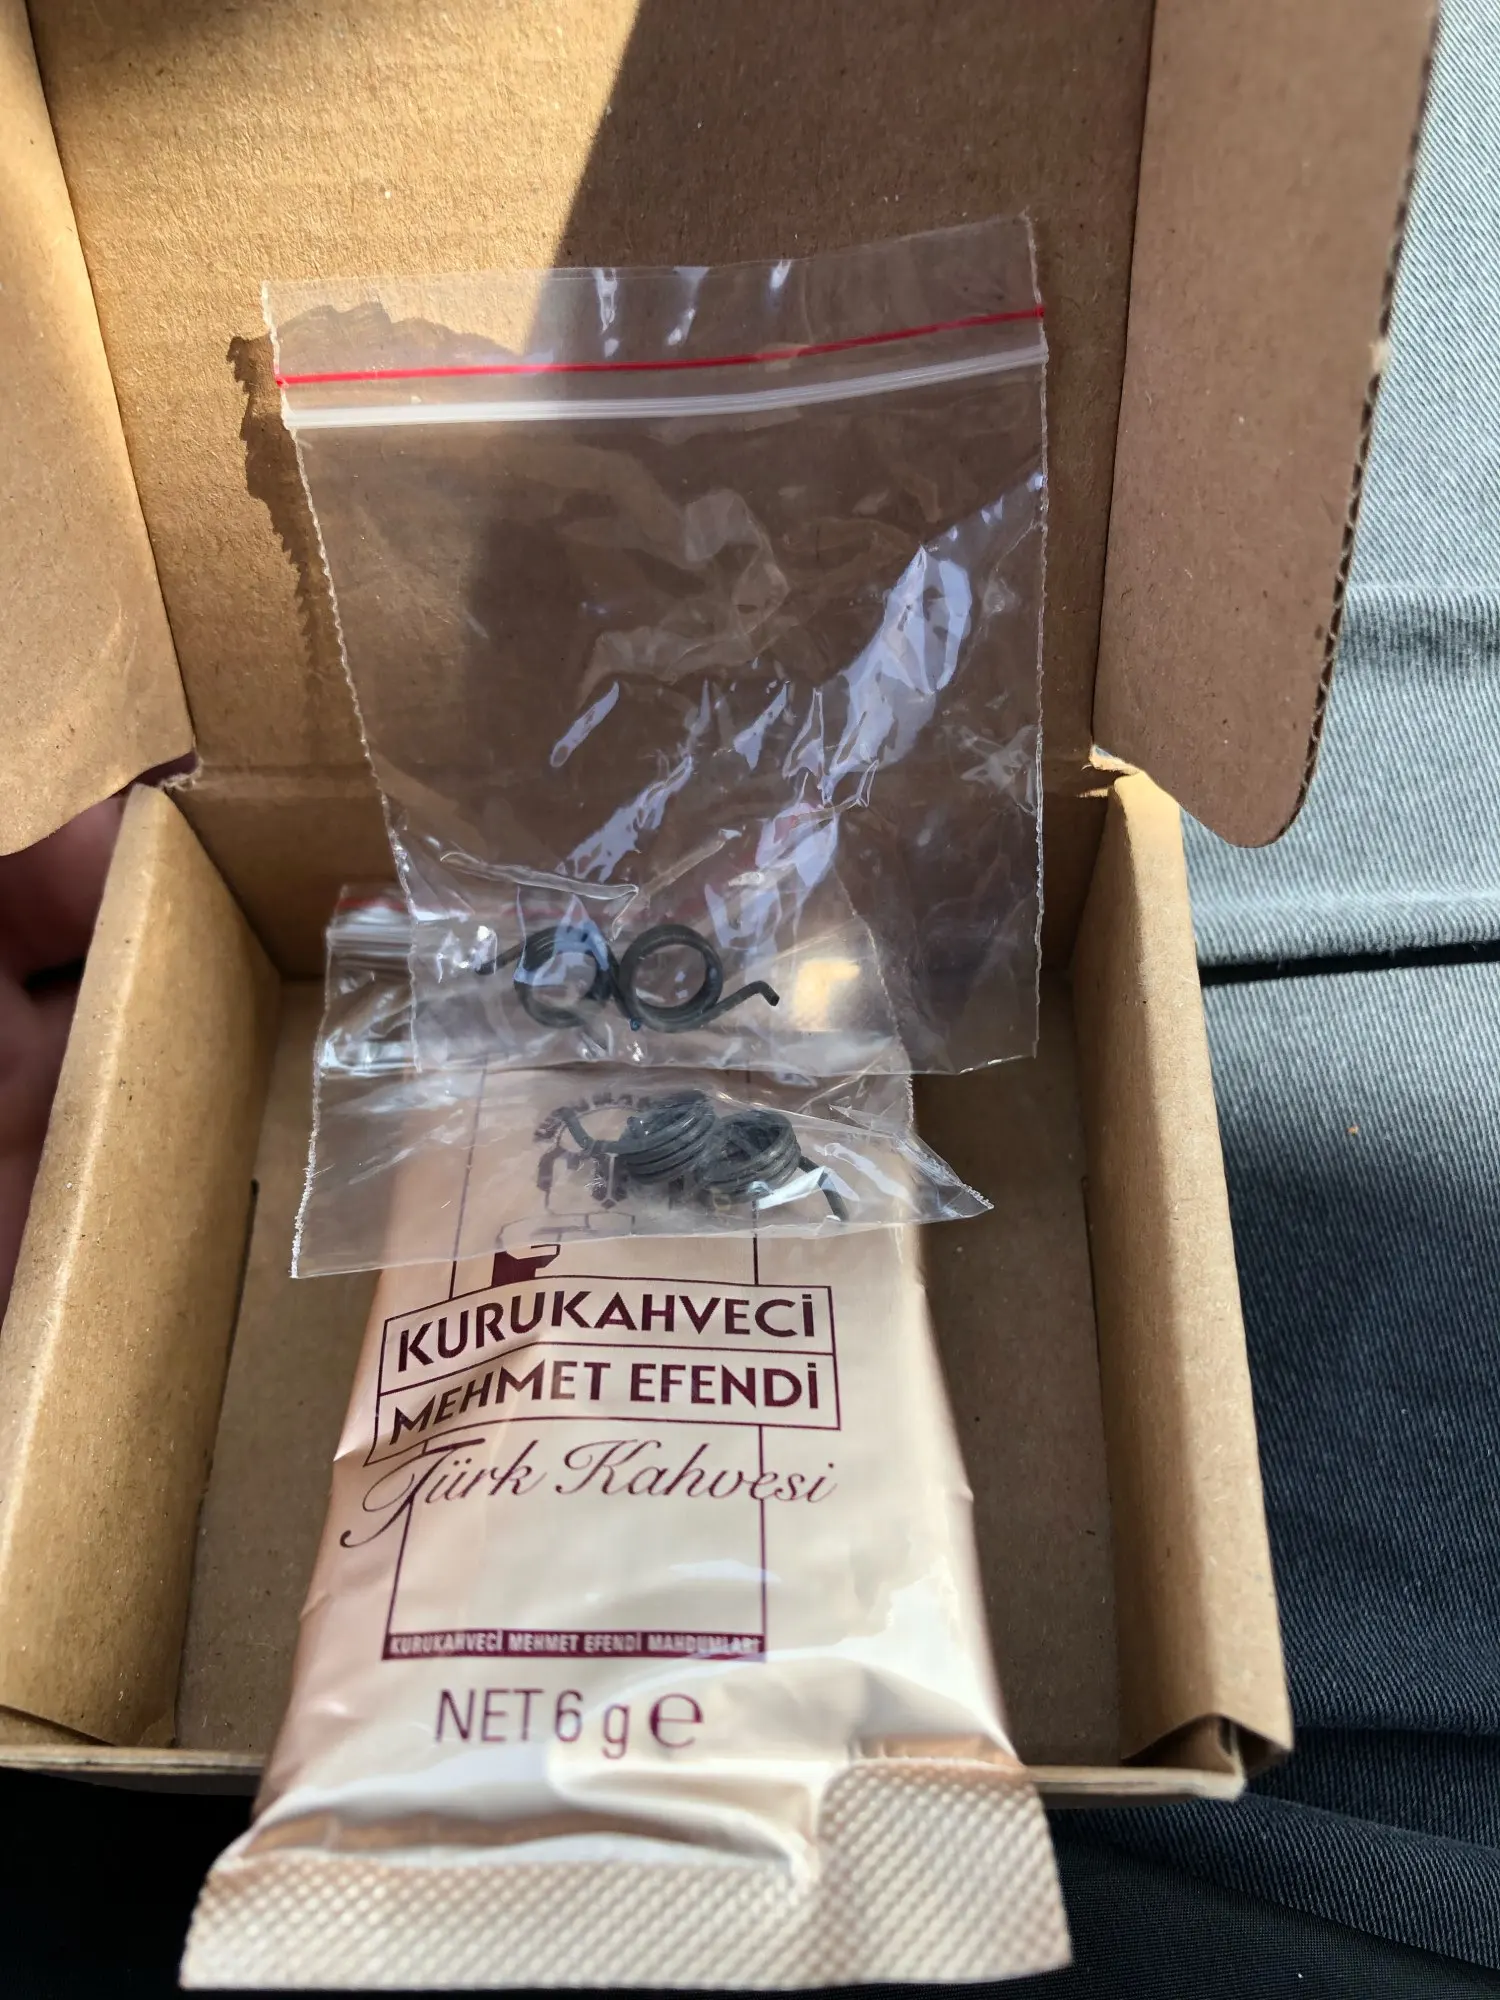 KURUKAHVECİ
MEHMET EFENDİ
Türk Kahvesi
KURUKAHVECİ MEHMET EFENDİ MAHDUMLARI
NET 6 g e